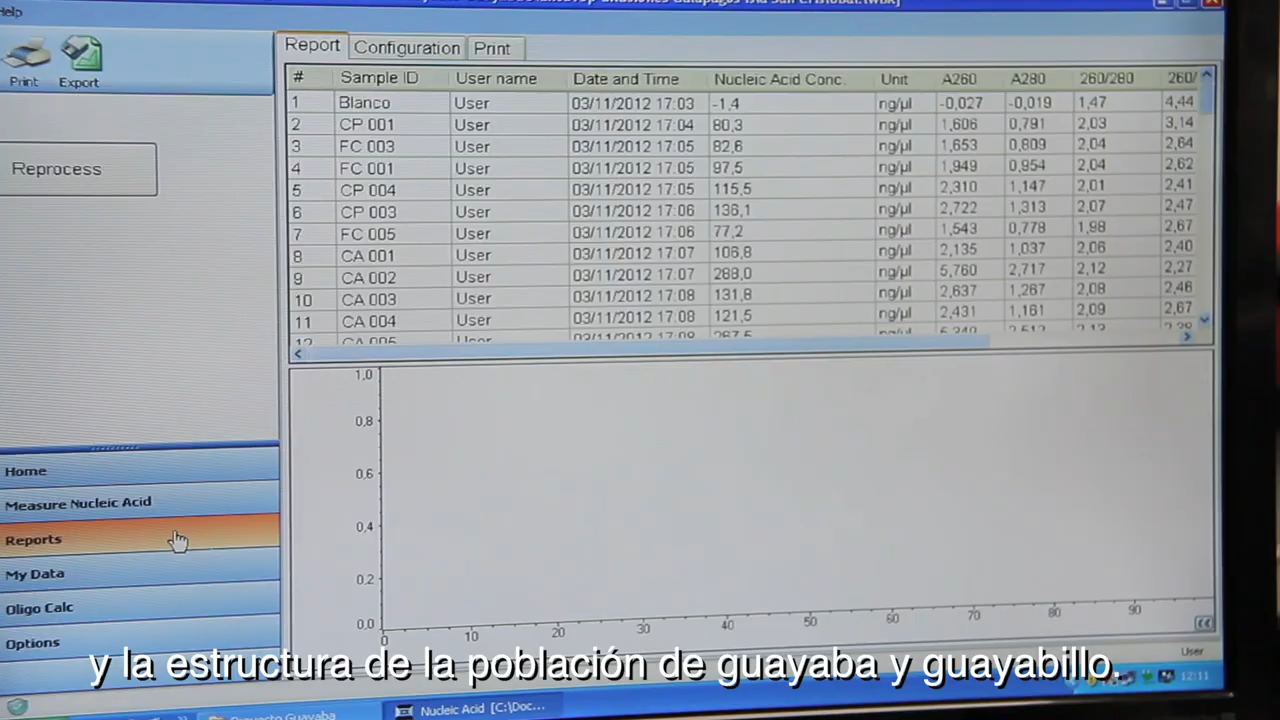 Help
Print Export
Reprocess
Report Configuration Print
# Sample ID User name Date and Time Nucleic Acid Conc. Unit A260 A280 260/280 260/
1 Blanco User 03/11/2012 17:03 -1,4 ng/µl -0,027 -0,019 1,47 4,44
2 CP 001 User 03/11/2012 17:04 80,3 ng/µl 1,606 0,791 2,03 3,14
3 FC 003 User 03/11/2012 17:05 82,6 ng/µl 1,653 0,809 2,04 2,64
4 FC 001 User 03/11/2012 17:05 97,5 ng/µl 1,949 0,954 2,04 2,62
5 CP 004 User 03/11/2012 17:05 115,5 ng/µl 2,310 1,147 2,01 2,41
6 CP 003 User 03/11/2012 17:06 136,1 ng/µl 2,722 1,313 2,07 2,47
7 FC 005 User 03/11/2012 17:06 77,2 ng/µl 1,543 0,778 1,98 2,67
8 CA 001 User 03/11/2012 17:07 106,8 ng/µl 2,135 1,037 2,06 2,40
9 CA 002 User 03/11/2012 17:07 288,0 ng/µl 5,760 2,717 2,12 2,27
10 CA 003 User 03/11/2012 17:08 131,8 ng/µl 2,637 1,267 2,08 2,46
11 CA 004 User 03/11/2012 17:08 121,5 ng/µl 2,431 1,161 2,09 2,67
1,0
0,8
0,6
0,4
0,2
0,0
0 10 20 30 40 50 60 70 80 90
Home
Measure Nucleic Acid
Reports
My Data
Oligo Calc
Options
User
y la estructura de la población de guayaba y guayabillo.
12:11
Proyecto Guayaba
Nucleic Acid [C:\Doc...